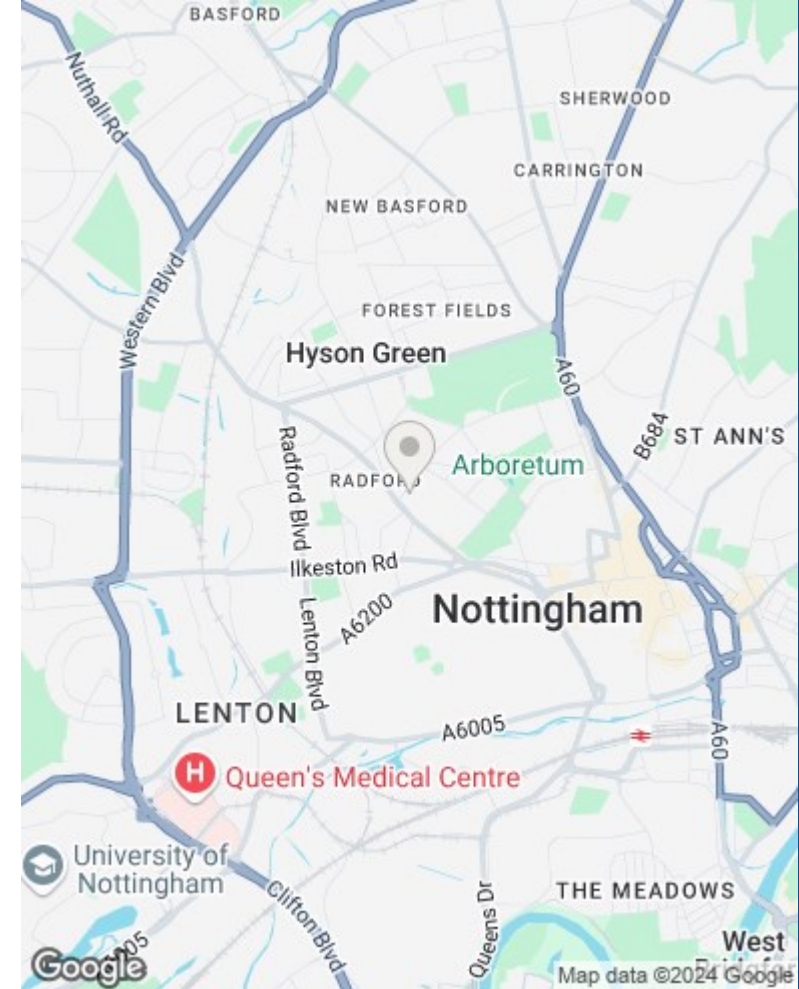 BASFORD
Nuthall Rd
SHERWOOD
CARRINGTON
NEW BASFORD
Western Blvd
FOREST FIELDS
Hyson Green
A60
B684
ST ANN'S
Radford Blvd
RADFORD
Arboretum
Ilkeston Rd
A6200
Nottingham
Lenton Blvd
LENTON
A6005
A60
H
Queen's Medical Centre
University of
Nottingham
Clifton Blvd
Queens Dr
THE MEADOWS
West
Google
Map data ©2024 Google